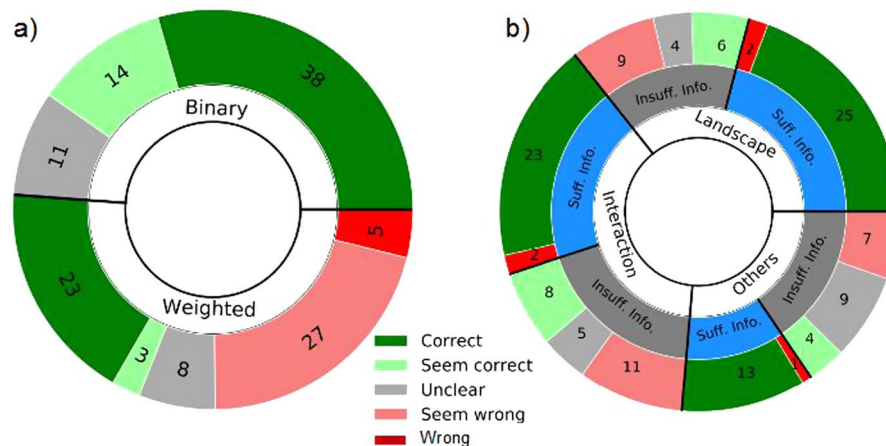 a)
14
38
Binary
11
23
Weighted
5
3
8
27
Correct
Seem correct
Unclear
Seem wrong
Wrong
b)
9
4
6
2
25
Insuff. Info.
Landscape
Suff. Info.
23
Suff. Info.
Interaction
2
8
Insuff. Info.
5
11
Others
Suff. Info.
13
1
Insuff. Info.
7
9
4